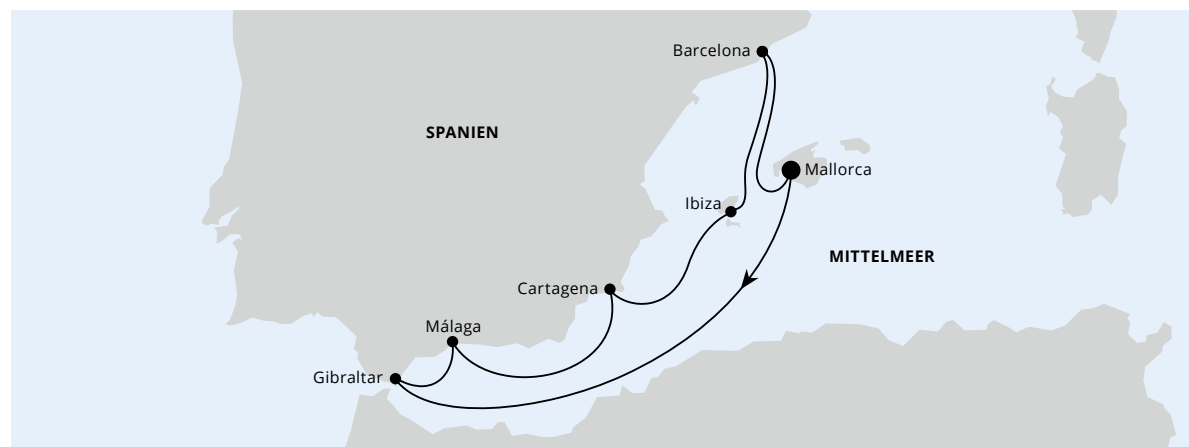 Barcelona
SPANIEN
Mallorca
Ibiza
MITTELMEER
Cartagena
Málaga
Gibraltar